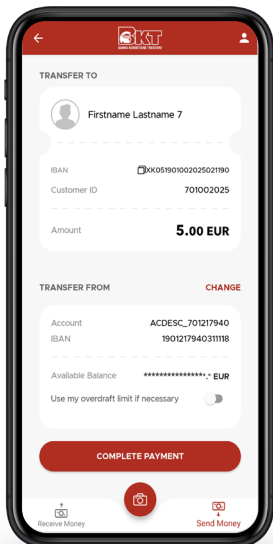 BKT
TRANSFER TO
Firstname Lastname 7
IBAN XK051901002025021190
Customer ID 701002025
Amount 5.00 EUR
TRANSFER FROM CHANGE
Account ACDESC_701217940
IBAN 1901217940311118
Available Balance ****************.* EUR
Use my overdraft limit if necessary
COMPLETE PAYMENT
Receive Money Send Money